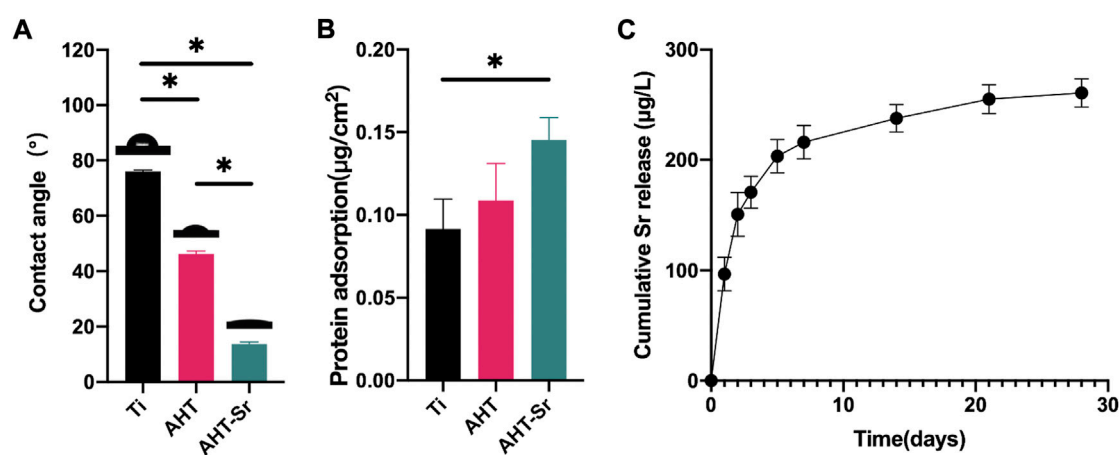 A
Contact angle (°)
120
100
80
60
40
20
0
*
*
*
Ti
AHT
AHT-Sr
B
Protein adsorption(μg/cm²)
0.20
0.15
0.10
0.05
0.00
*
Ti
AHT
AHT-Sr
C
Cumulative Sr release (μg/L)
300
200
100
0
0
10
20
30
Time(days)